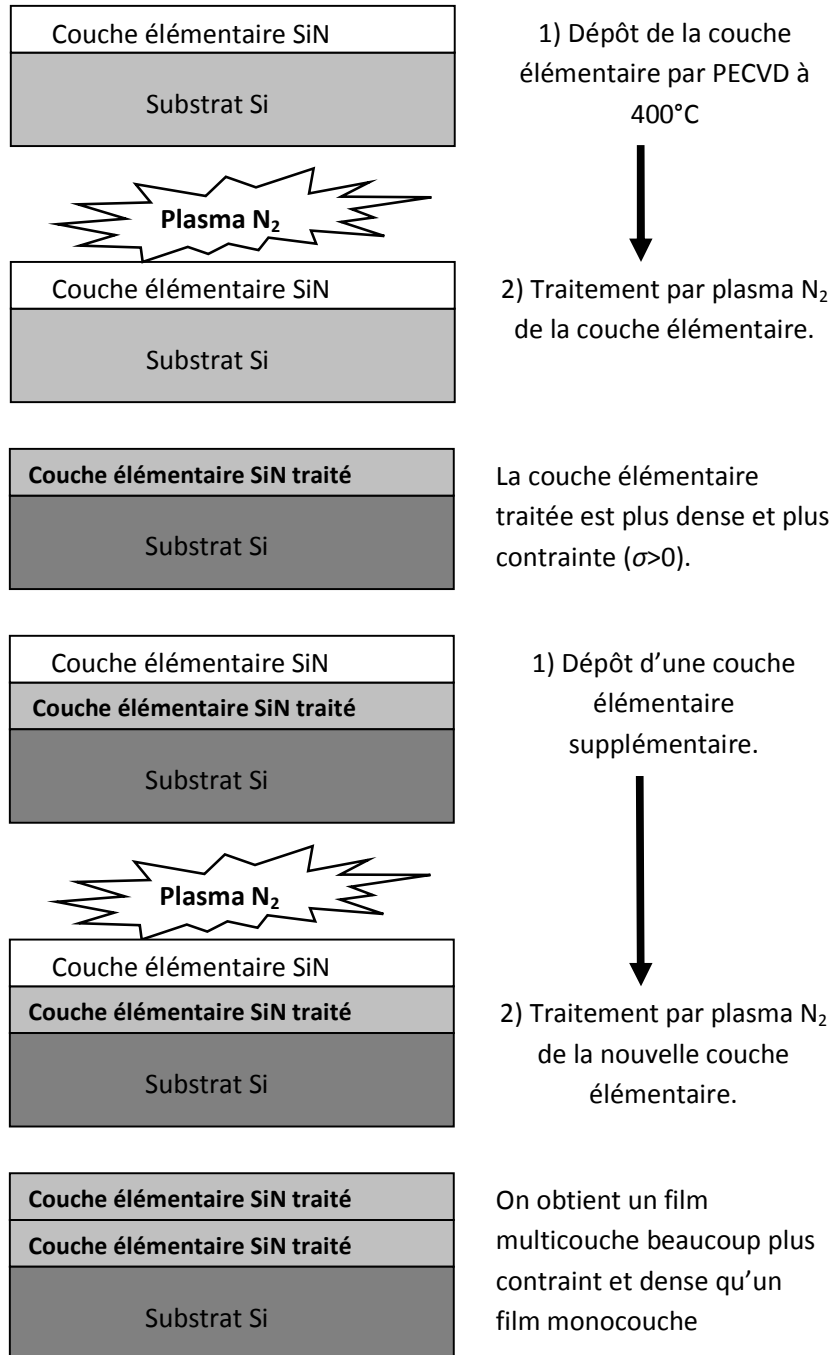 Couche élémentaire SiN
Substrat Si
1) Dépôt de la couche
élémentaire par PECVD à
400°C
Plasma N₂
Couche élémentaire SiN
Substrat Si
2) Traitement par plasma N₂
de la couche élémentaire.
Couche élémentaire SiN traité
Substrat Si
La couche élémentaire
traitée est plus dense et plus
contrainte (σ>0).
Couche élémentaire SiN
Couche élémentaire SiN traité
Substrat Si
1) Dépôt d’une couche
élémentaire
supplémentaire.
Plasma N₂
Couche élémentaire SiN
Couche élémentaire SiN traité
Substrat Si
2) Traitement par plasma N₂
de la nouvelle couche
élémentaire.
Couche élémentaire SiN traité
Couche élémentaire SiN traité
Substrat Si
On obtient un film
multicouche beaucoup plus
contraint et dense qu’un
film monocouche